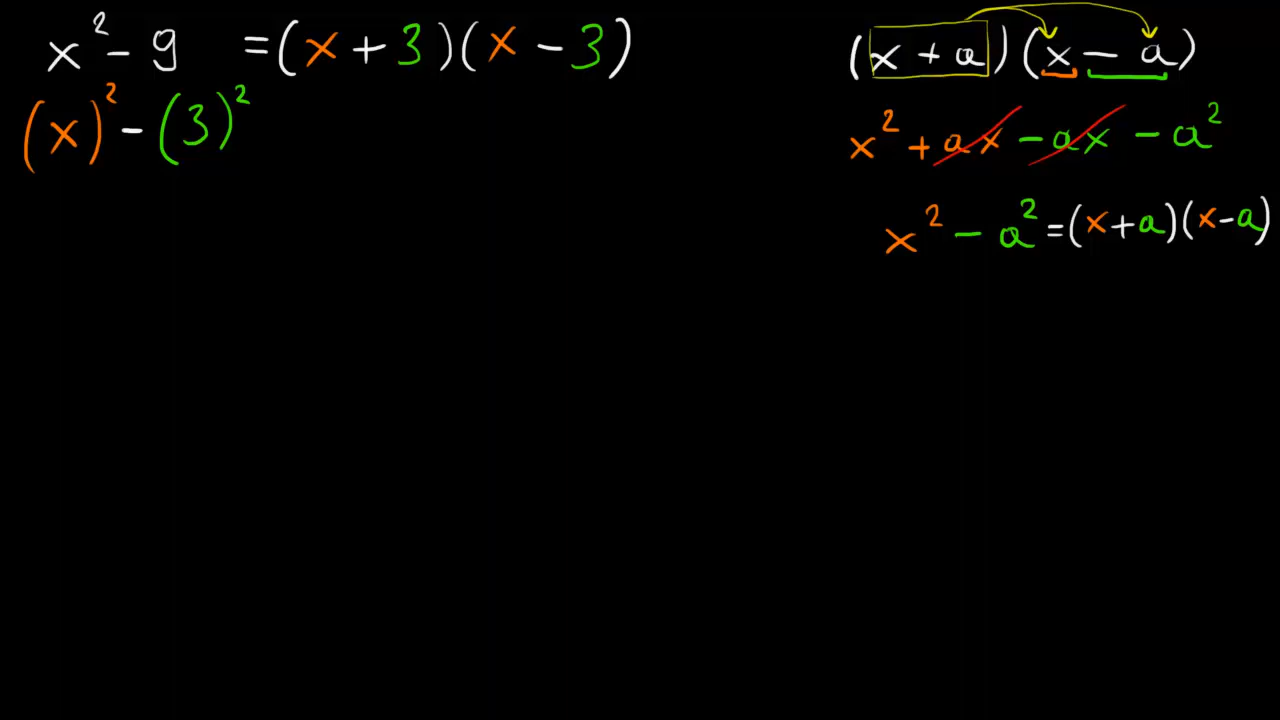 x² - 9 = (x + 3)(x - 3)
(x)² - (3)²
(x + a)(x - a)
x² + ax - ax - a²
x² - a² = (x + a)(x - a)